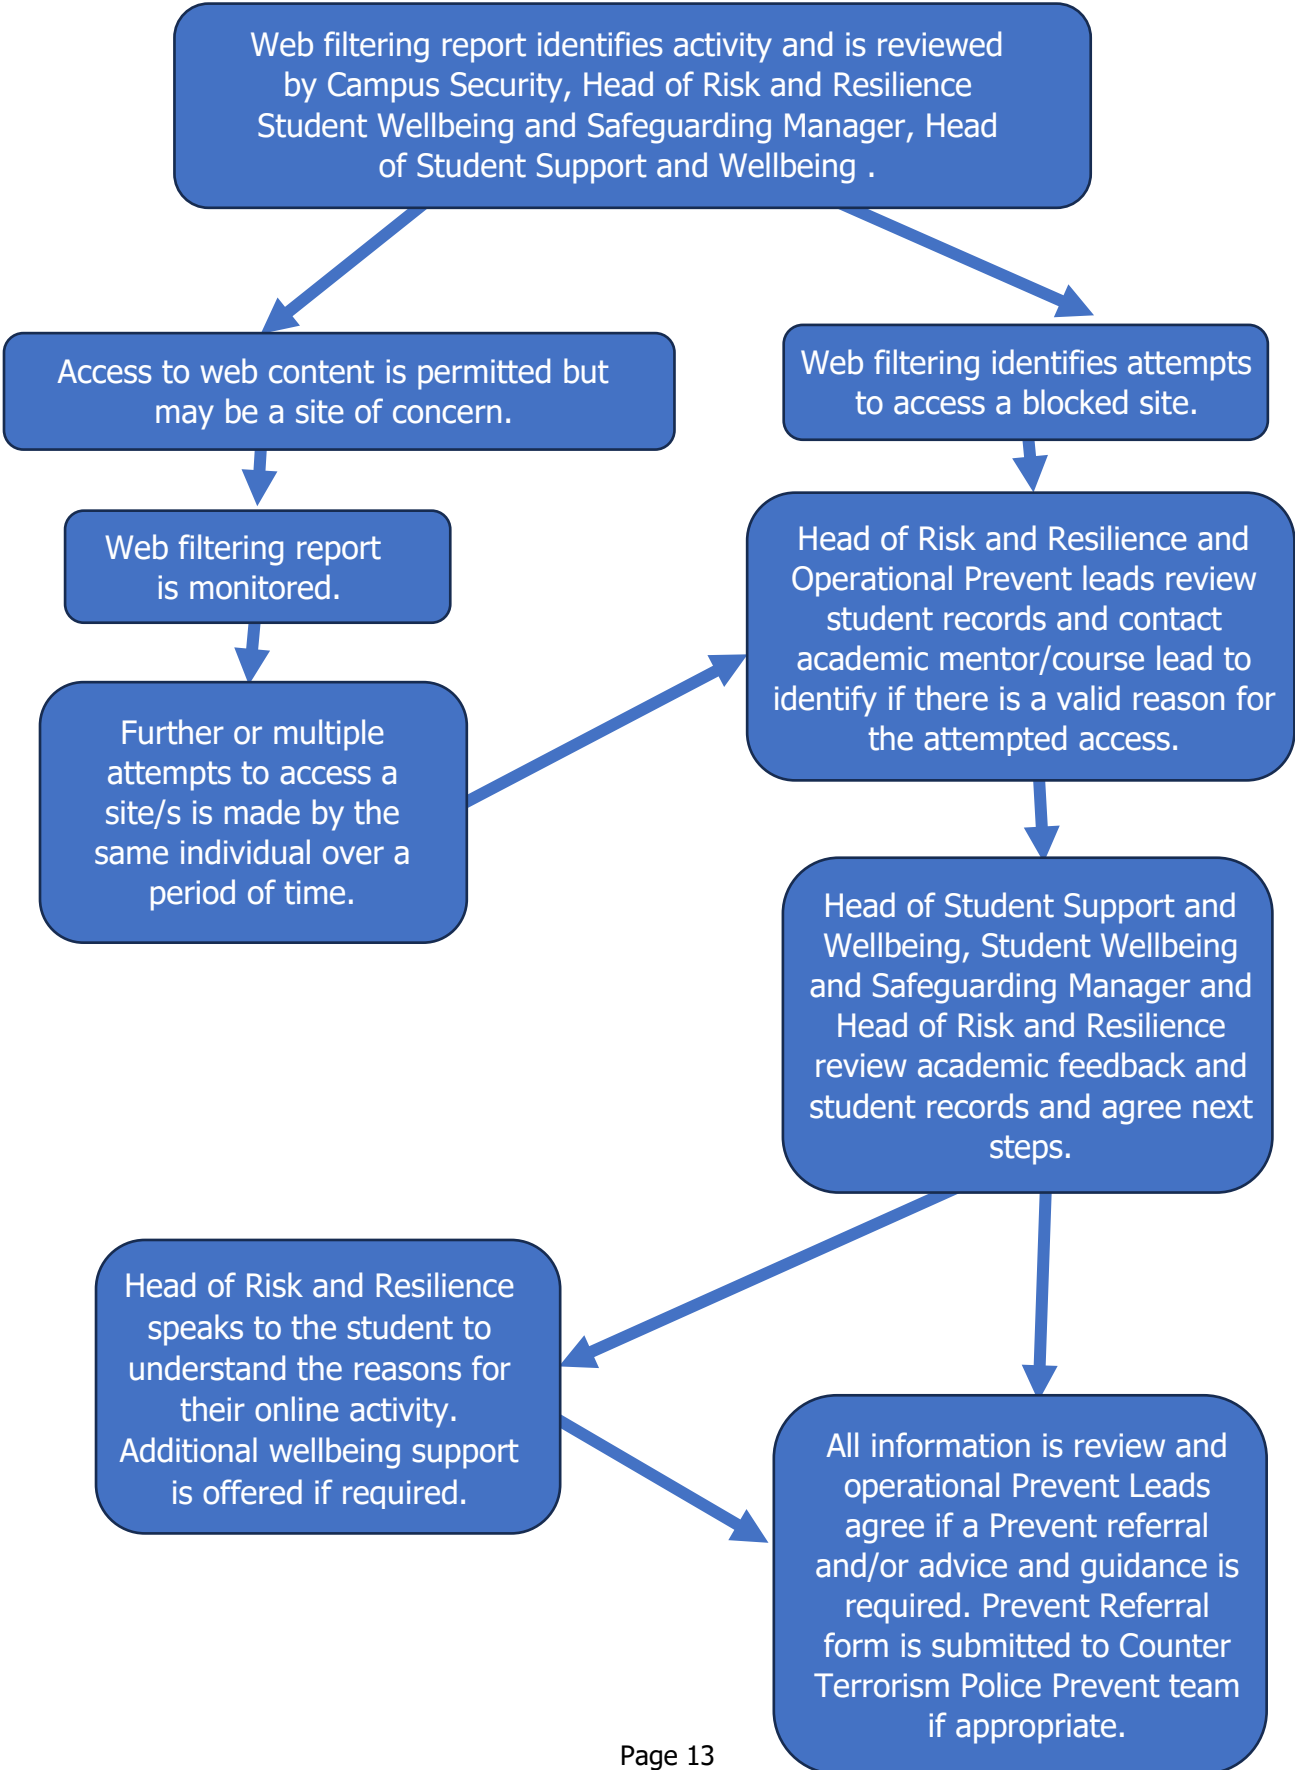 Web filtering report identifies activity and is reviewed
by Campus Security, Head of Risk and Resilience
Student Wellbeing and Safeguarding Manager, Head
of Student Support and Wellbeing .
Access to web content is permitted but
may be a site of concern.
Web filtering identifies attempts
to access a blocked site.
Web filtering report
is monitored.
Head of Risk and Resilience and
Operational Prevent leads review
student records and contact
academic mentor/course lead to
identify if there is a valid reason for
the attempted access.
Further or multiple
attempts to access a
site/s is made by the
same individual over a
period of time.
Head of Student Support and
Wellbeing, Student Wellbeing
and Safeguarding Manager and
Head of Risk and Resilience
review academic feedback and
student records and agree next
steps.
Head of Risk and Resilience
speaks to the student to
understand the reasons for
their online activity.
Additional wellbeing support
is offered if required.
All information is review and
operational Prevent Leads
agree if a Prevent referral
and/or advice and guidance is
required. Prevent Referral
form is submitted to Counter
Terrorism Police Prevent team
if appropriate.
Page 13